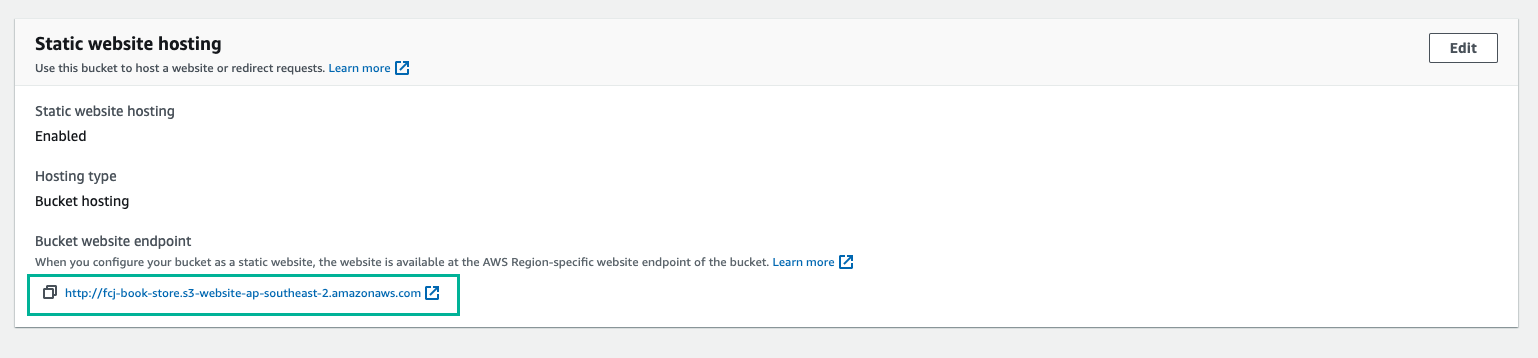 Static website hosting
Edit
Use this bucket to host a website or redirect requests. Learn more
Static website hosting
Enabled
Hosting type
Bucket hosting
Bucket website endpoint
When you configure your bucket as a static website, the website is available at the AWS Region-specific website endpoint of the bucket. Learn more
http://fcj-book-store.s3-website-ap-southeast-2.amazonaws.com